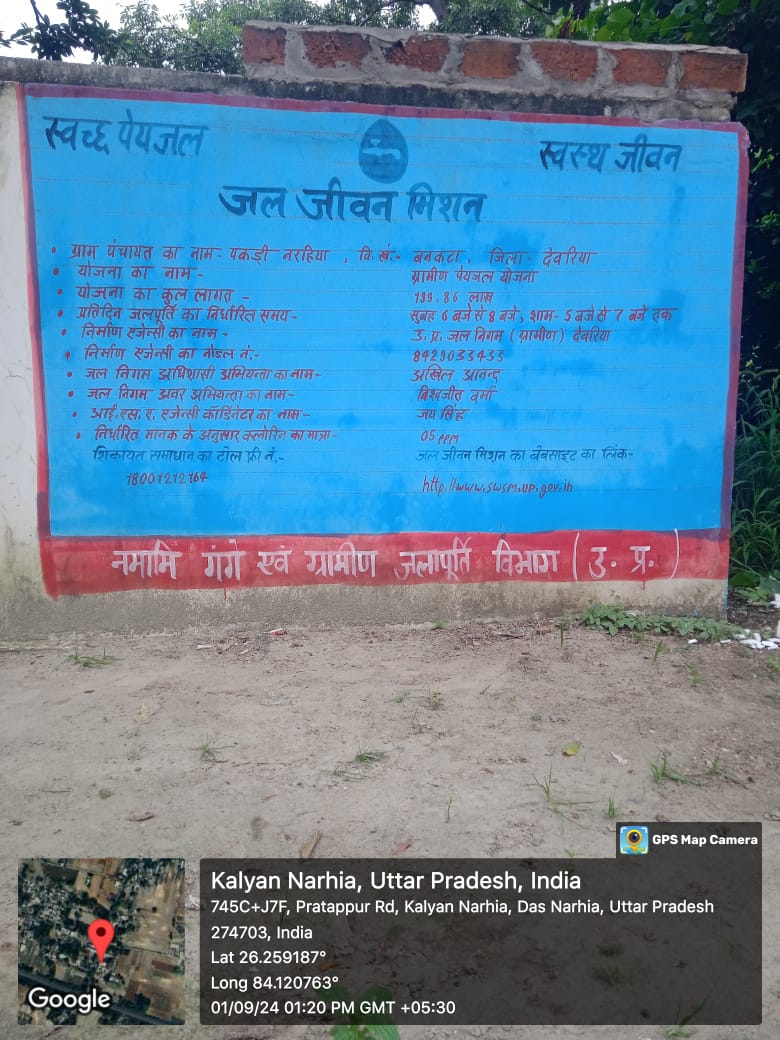 स्वच्छ पेयजल
स्वस्थ जीवन
जल जीवन मिशन
• ग्राम पंचायत का नाम- पकड़ी नरहिया , वि.खं:- बनकटा , जिला- देवरिया
• योजना का नाम- ग्रामीण पेयजल योजना
• योजना का कुल लागत - 199.86 लाख
• प्रतिदिन जलपूर्ति का निर्धारित समय- सुबह 6 बजे से 8 बजे, शाम- 5 बजे से 7 बजे तक
• निर्माण एजेन्सी का नाम- उ. प्र. जल निगम ( ग्रामीण ) देवरिया
• निर्माण एजेन्सी का नोडल नं:- 8429033433
• जल निगम अधिशासी अभियन्ता का नाम- अखिल आनन्द
• जल निगम अवर अभियन्ता का नाम- विश्वजीत वर्मा
• आई.एस.ए. एजेन्सी कार्डिनेटर का नाम- जय सिंह
• निर्धारित मानक के अनुसार क्लोरिन का मात्रा- 05 PPM
शिकायत समाधान का टोल फ्री नं.- जल जीवन मिशन का वेबसाइट का लिंक-
18001212164 http://www.swsm.up.gov.in
नमामि गंगे एवं ग्रामीण जलापूर्ति विभाग ( उ. प्र. )
GPS Map Camera
Kalyan Narhia, Uttar Pradesh, India
745C+J7F, Pratappur Rd, Kalyan Narhia, Das Narhia, Uttar Pradesh
274703, India
Lat 26.259187°
Long 84.120763°
01/09/24 01:20 PM GMT +05:30
Google